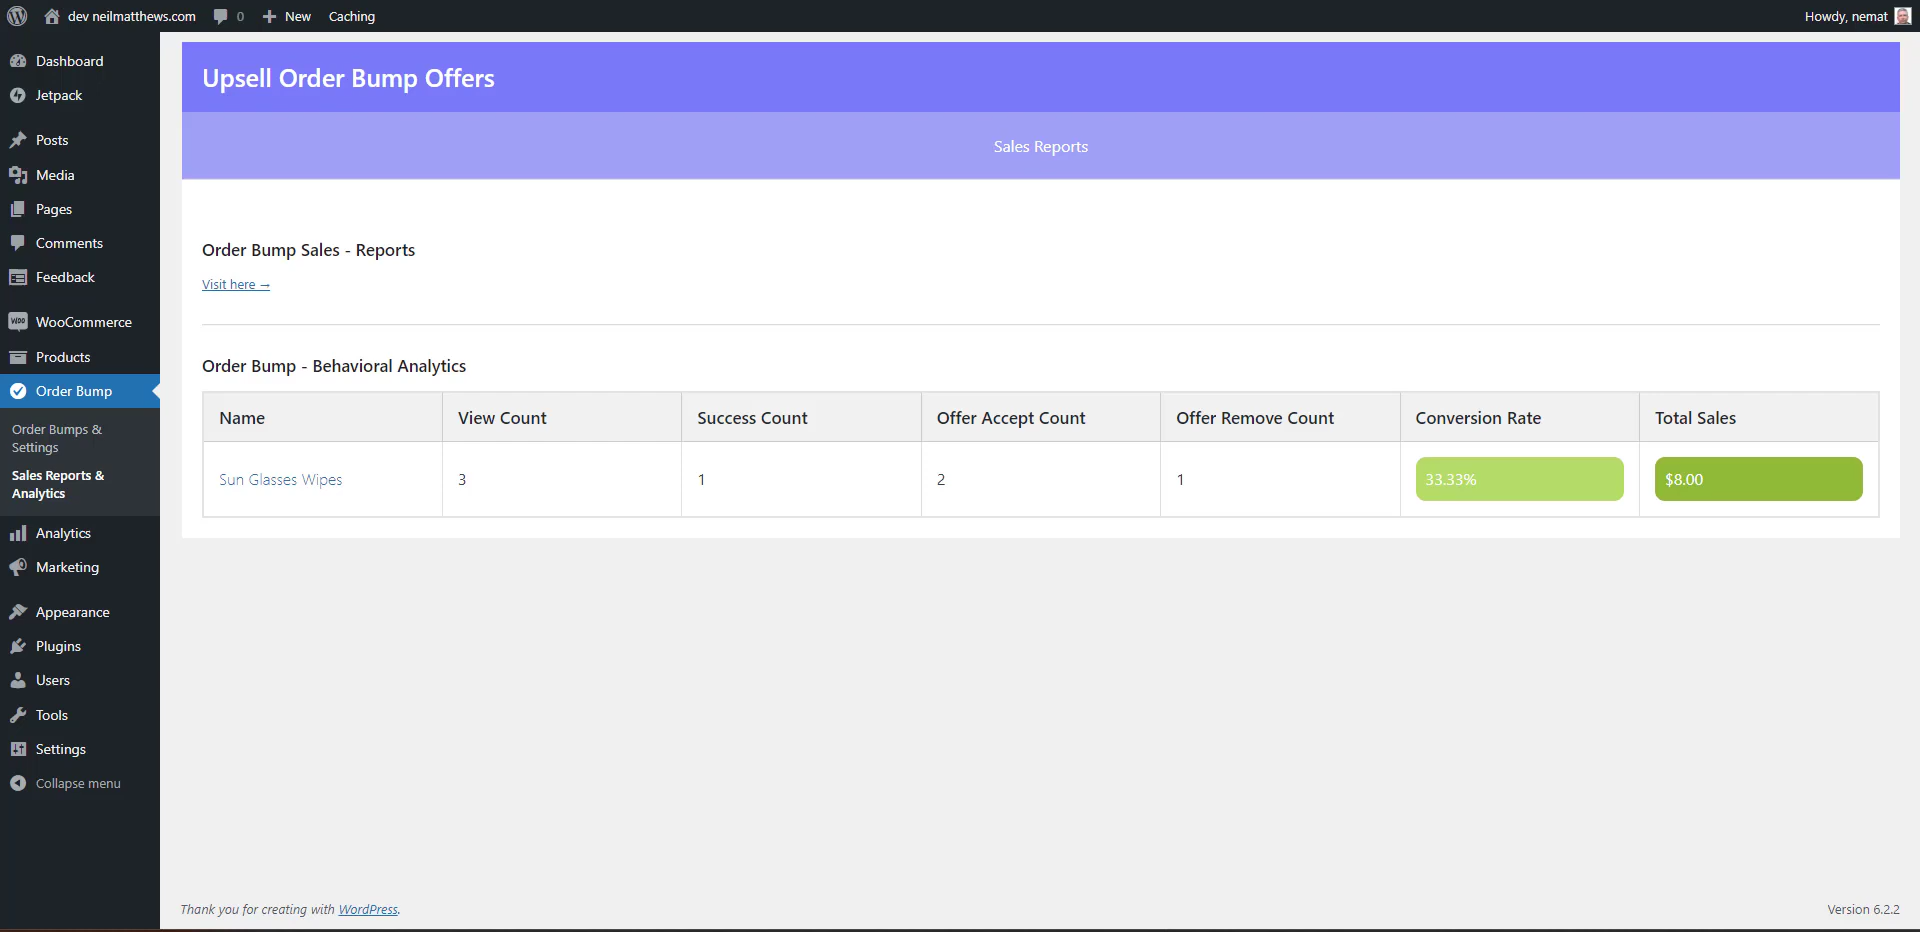 dev neilmatthews.com 0 New Caching Howdy, nemat
Dashboard
Jetpack
Posts
Media
Pages
Comments
Feedback
WooCommerce
Products
Order Bump
Order Bumps &
Settings
Sales Reports &
Analytics
Analytics
Marketing
Appearance
Plugins
Users
Tools
Settings
Collapse menu
Upsell Order Bump Offers
Sales Reports
Order Bump Sales - Reports
Visit here →
Order Bump - Behavioral Analytics
Name View Count Success Count Offer Accept Count Offer Remove Count Conversion Rate Total Sales
Sun Glasses Wipes 3 1 2 1 33.33% $8.00
Thank you for creating with WordPress. Version 6.2.2